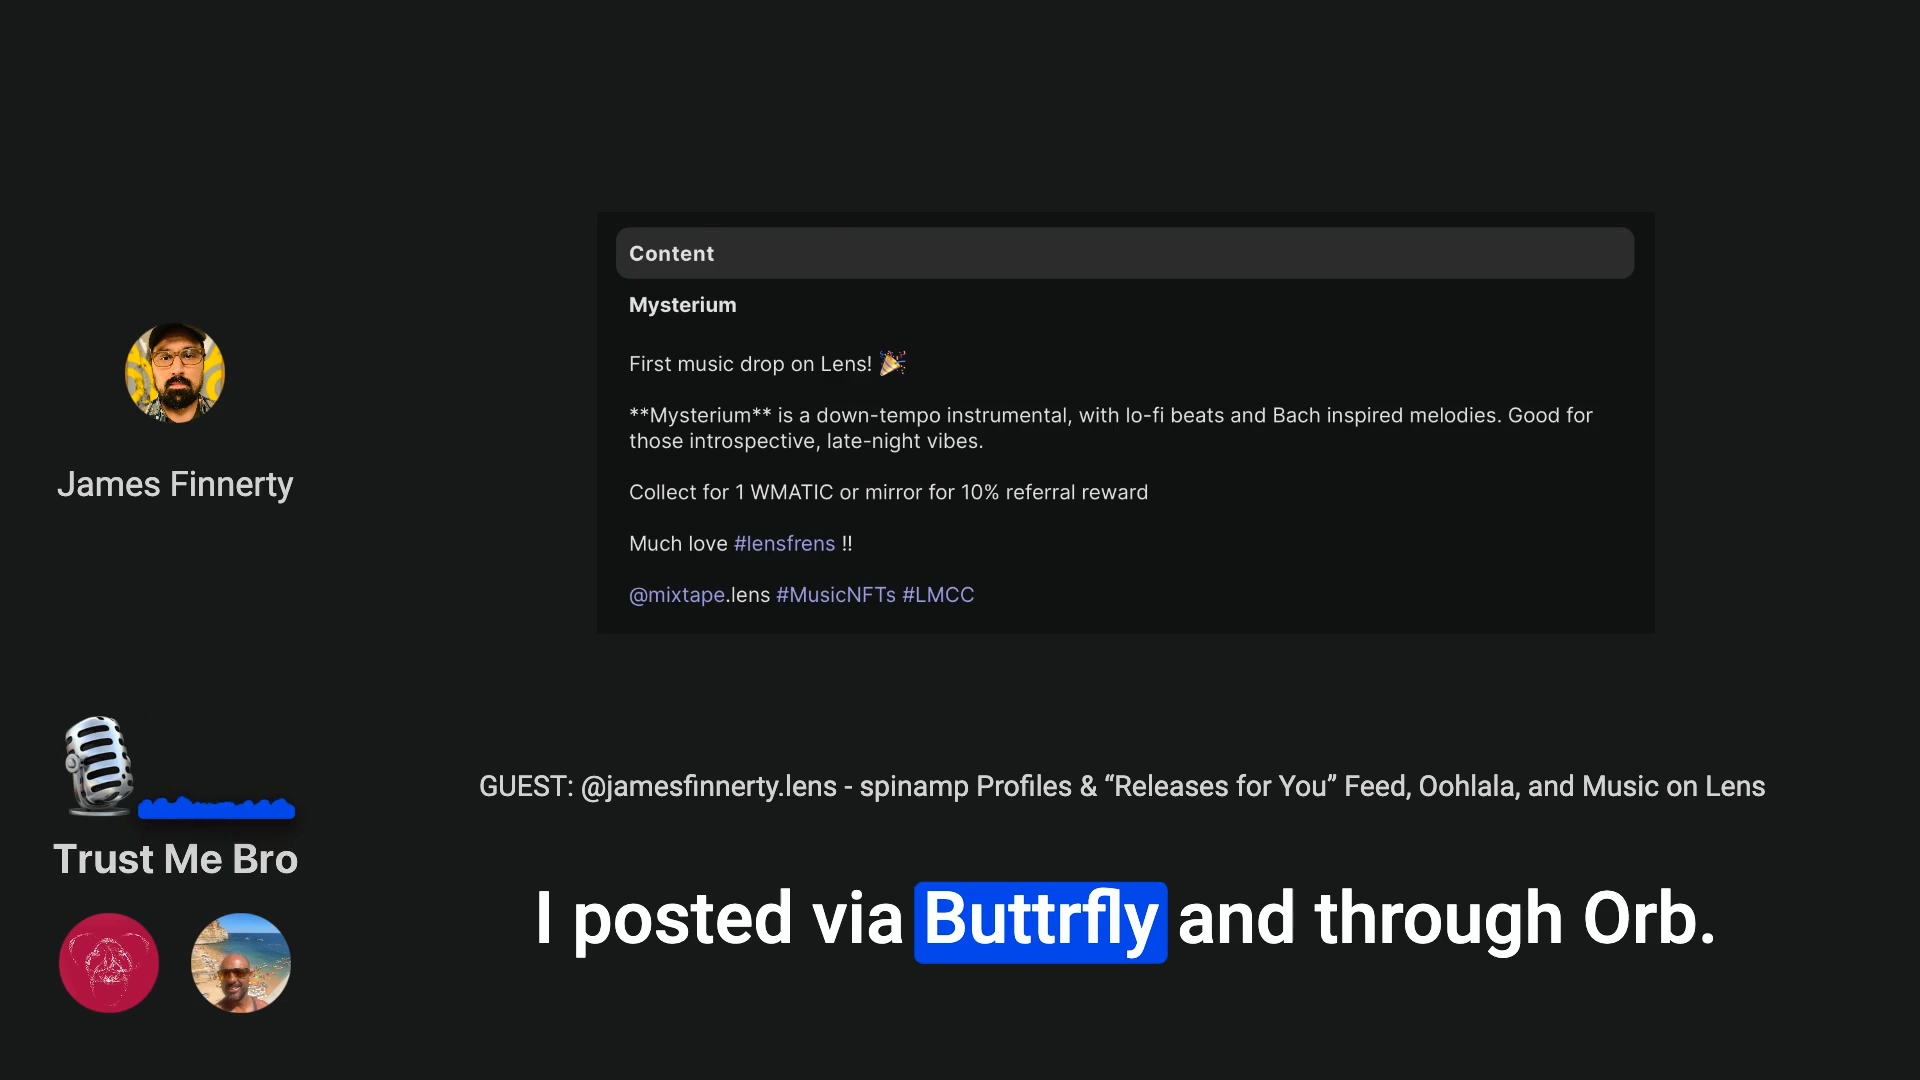 Content
Mysterium
First music drop on Lens! 🎉
**Mysterium** is a down-tempo instrumental, with lo-fi beats and Bach inspired melodies. Good for
those introspective, late-night vibes.
Collect for 1 WMATIC or mirror for 10% referral reward
Much love #lensfrens !!
@mixtape.lens #MusicNFTs #LMCC
James Finnerty
Trust Me Bro
GUEST: @jamesfinnerty.lens - spinamp Profiles & “Releases for You” Feed, Oohlala, and Music on Lens
I posted via Buttrfly and through Orb.